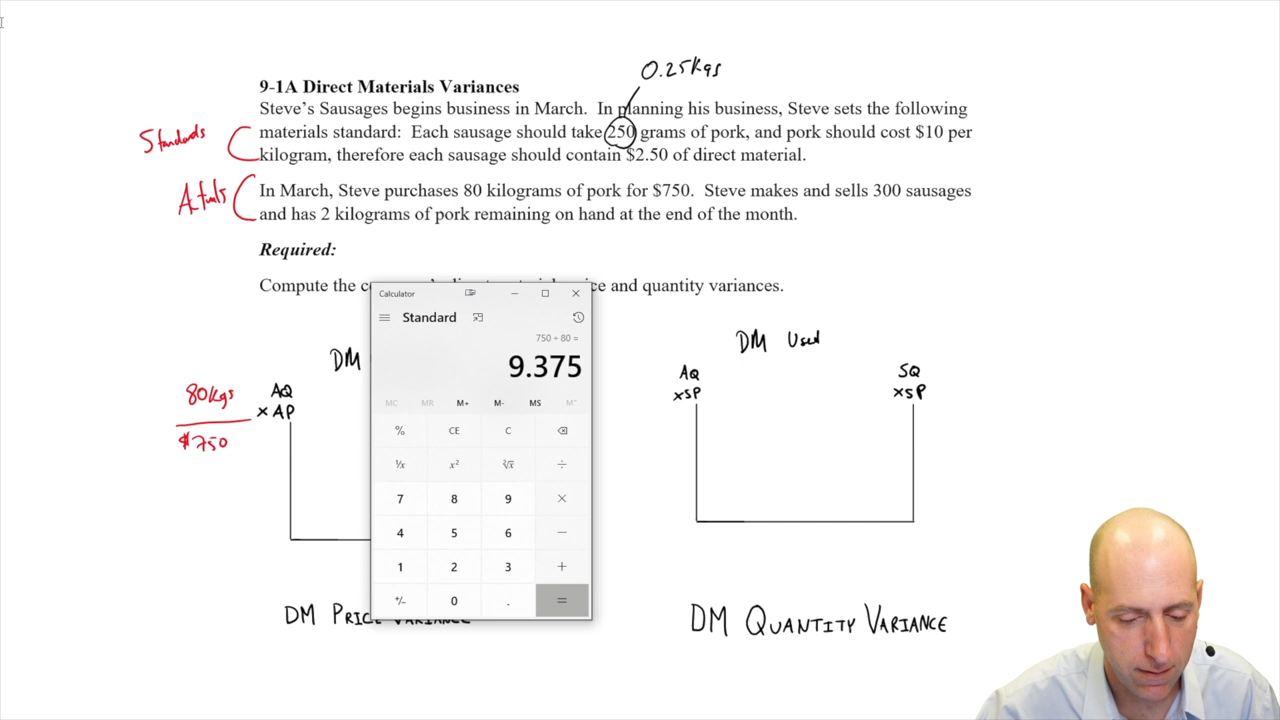 0.25kgs
9-1A Direct Materials Variances
Steve's Sausages begins business in March. In planning his business, Steve sets the following
Standards
materials standard: Each sausage should take 250 grams of pork, and pork should cost $10 per
kilogram, therefore each sausage should contain $2.50 of direct material.
Actuals
In March, Steve purchases 80 kilograms of pork for $750. Steve makes and sells 300 sausages
and has 2 kilograms of pork remaining on hand at the end of the month.
Required:
Compute the c
ice and quantity variances.
Calculator
Standard
750 ÷ 80 =
9.375
MC MR M+ M- MS M˅
% CE C
⅟x x² ²√x ÷
7 8 9 ×
4 5 6 −
1 2 3 +
+/− 0 . =
DM
80kgs
$750
AQ
× AP
DM Used
AQ
×SP
SQ
×SP
DM PRICE VARIANCE
DM QUANTITY VARIANCE